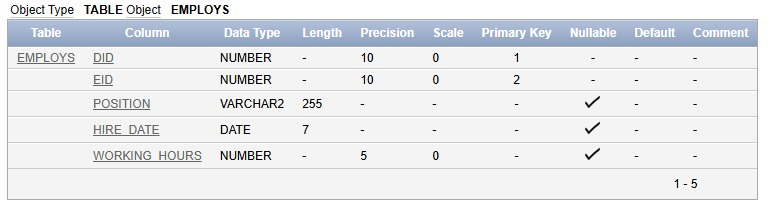 Object Type TABLE Object EMPLOYS
Table Column Data Type Length Precision Scale Primary Key Nullable Default Comment
EMPLOYS DID NUMBER - 10 0 1 - - -
EID NUMBER - 10 0 2 - - -
POSITION VARCHAR2 255 - - - ✓ - -
HIRE_DATE DATE 7 - - - ✓ - -
WORKING_HOURS NUMBER - 5 0 - ✓ - -
1 - 5